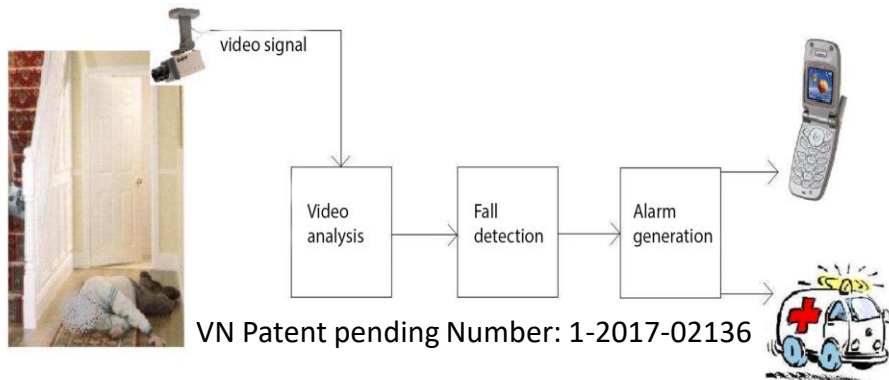 video signal
Video
analysis
Fall
detection
Alarm
generation
VN Patent pending Number: 1-2017-02136